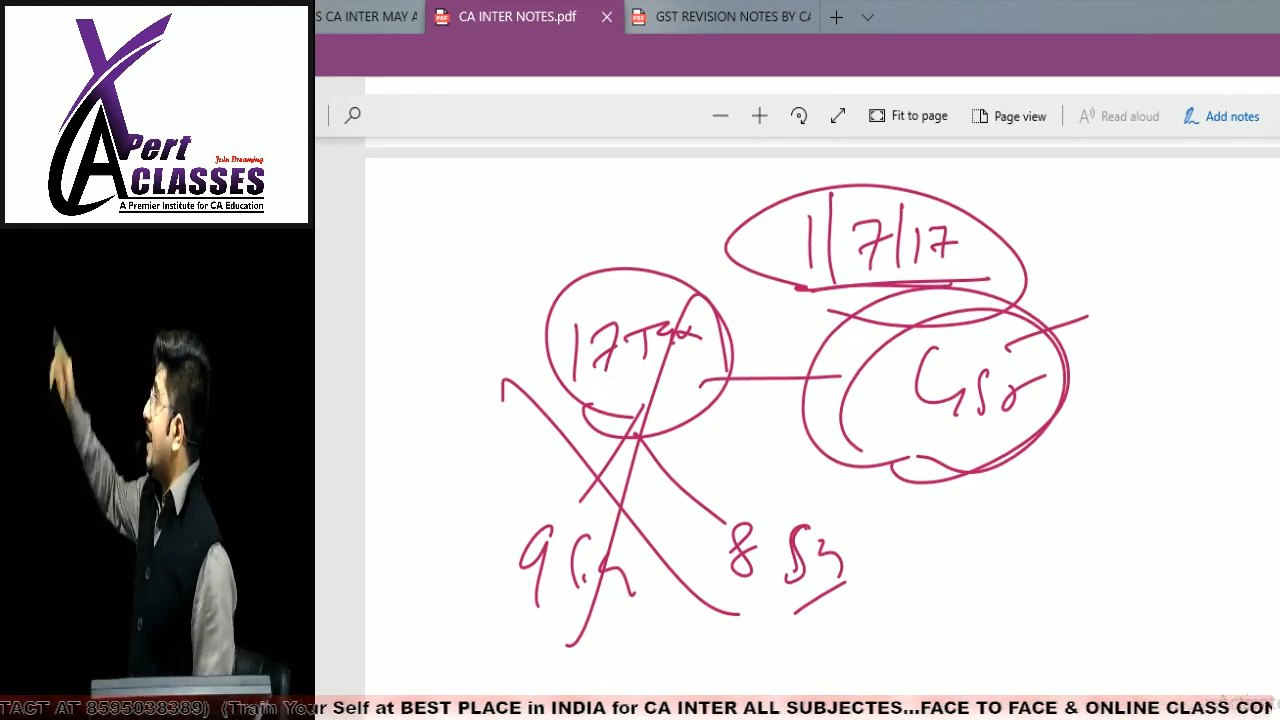 S CA INTER MAY A
CA INTER NOTES.pdf
GST REVISION NOTES BY CA
Fit to page
Page view
Read aloud
Add notes
XPert
Join Dreaming
CA CLASSES
A Premier Institute for CA Education
1/7/17
17 Tax
GST
8
TACT AT 8595038389) (Train Your Self at BEST PLACE in INDIA for CA INTER ALL SUBJECTES...FACE TO FACE & ONLINE CLASS CON